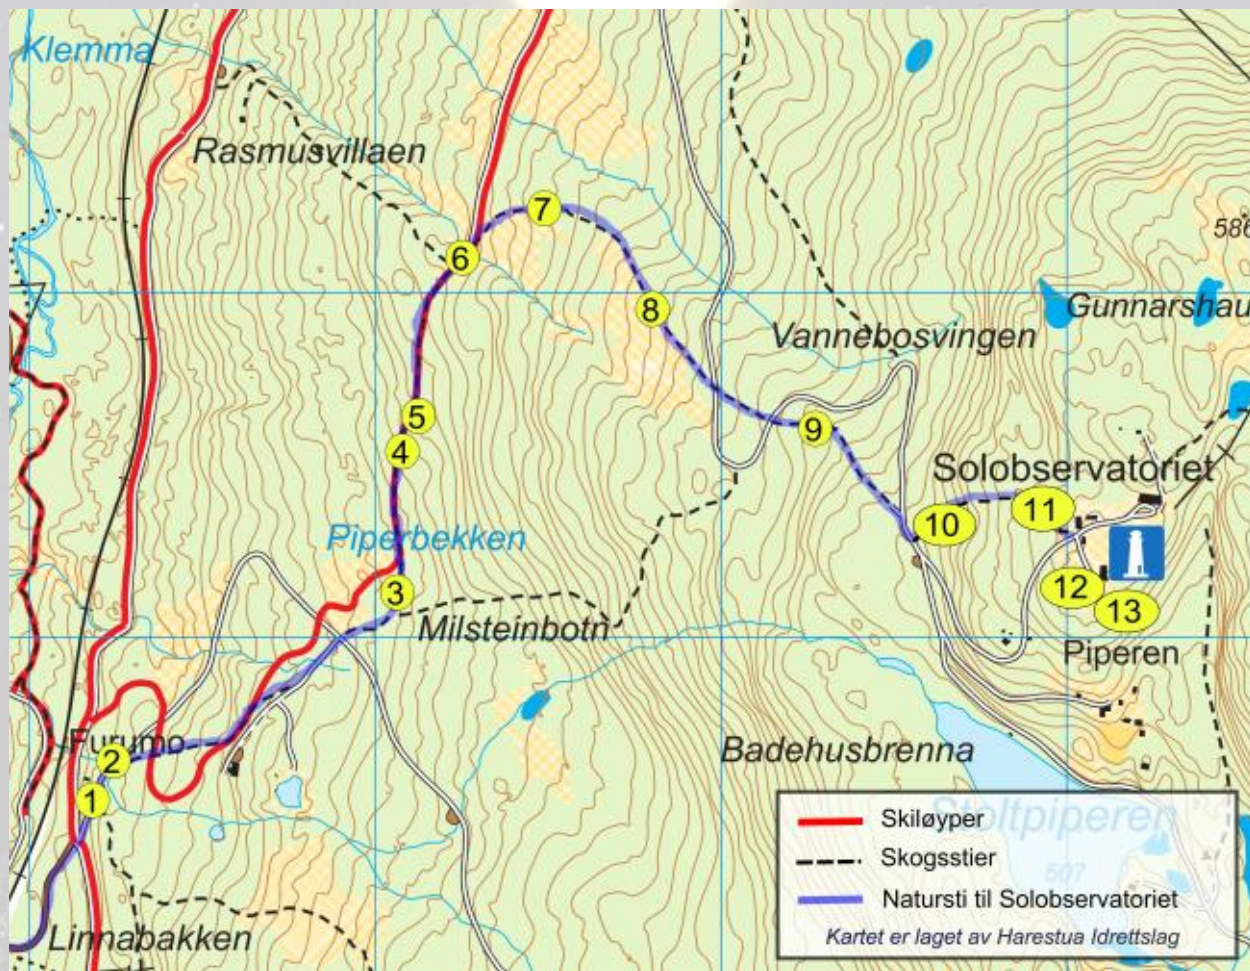 Klemma
Rasmusvillaen
7
586
6
8
Gunnarshau
Vannebosvingen
5
9
4
Solobservatoriet
11
10
Piperbekken
3
12
13
Milsteinbotn
Piperen
Furumo
2
Badehusbrenna
1
Skiløyper
Stoltpiperen
Skogsstier
507
Natursti til Solobservatoriet
Linnabakken
Kartet er laget av Harestua Idrettslag